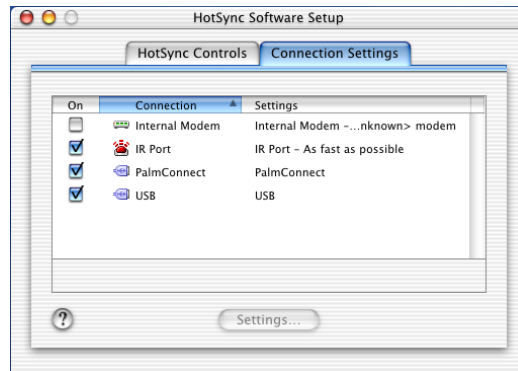 HotSync Software Setup
HotSync Controls Connection Settings
On Connection Settings
Internal Modem Internal Modem -...nknown> modem
IR Port IR Port - As fast as possible
PalmConnect PalmConnect
USB USB
? Settings...